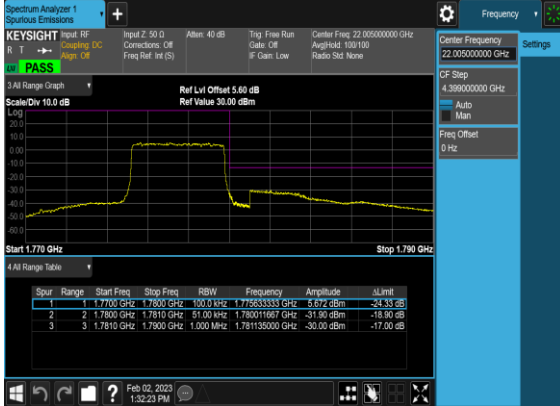 Spectrum Analyzer 1
Spurious Emissions
Frequency
KEYSIGHT Input: RF Input Z: 50 Ω Atten: 40 dB Trig: Free Run Center Freq: 22.005000000 GHz
R T Coupling: DC Corrections: Off Gate: Off Avg|Hold: 100/100
Align: Off Freq Ref: Int (S) IF Gain: Low Radio Std: None
PASS
Center Frequency
22.005000000 GHz
Settings
CF Step
4.399000000 GHz
Auto
Man
Freq Offset
0 Hz
3 All Range Graph
Ref Lvl Offset 5.60 dB
Scale/Div 10.0 dB Ref Value 30.00 dBm
Log
20.0
10.0
0.00
-10.0
-20.0
-30.0
-40.0
-50.0
-60.0
Start 1.770 GHz Stop 1.790 GHz
4 All Range Table
Spur Range Start Freq Stop Freq RBW Frequency Amplitude ΔLimit
1 1 1.7700 GHz 1.7800 GHz 100.0 kHz 1.775633333 GHz 5.672 dBm -24.33 dB
2 2 1.7800 GHz 1.7810 GHz 51.00 kHz 1.780011667 GHz -31.90 dBm -18.90 dB
3 3 1.7810 GHz 1.7900 GHz 1.000 MHz 1.781135000 GHz -30.00 dBm -17.00 dB
Feb 02, 2023
1:32:23 PM